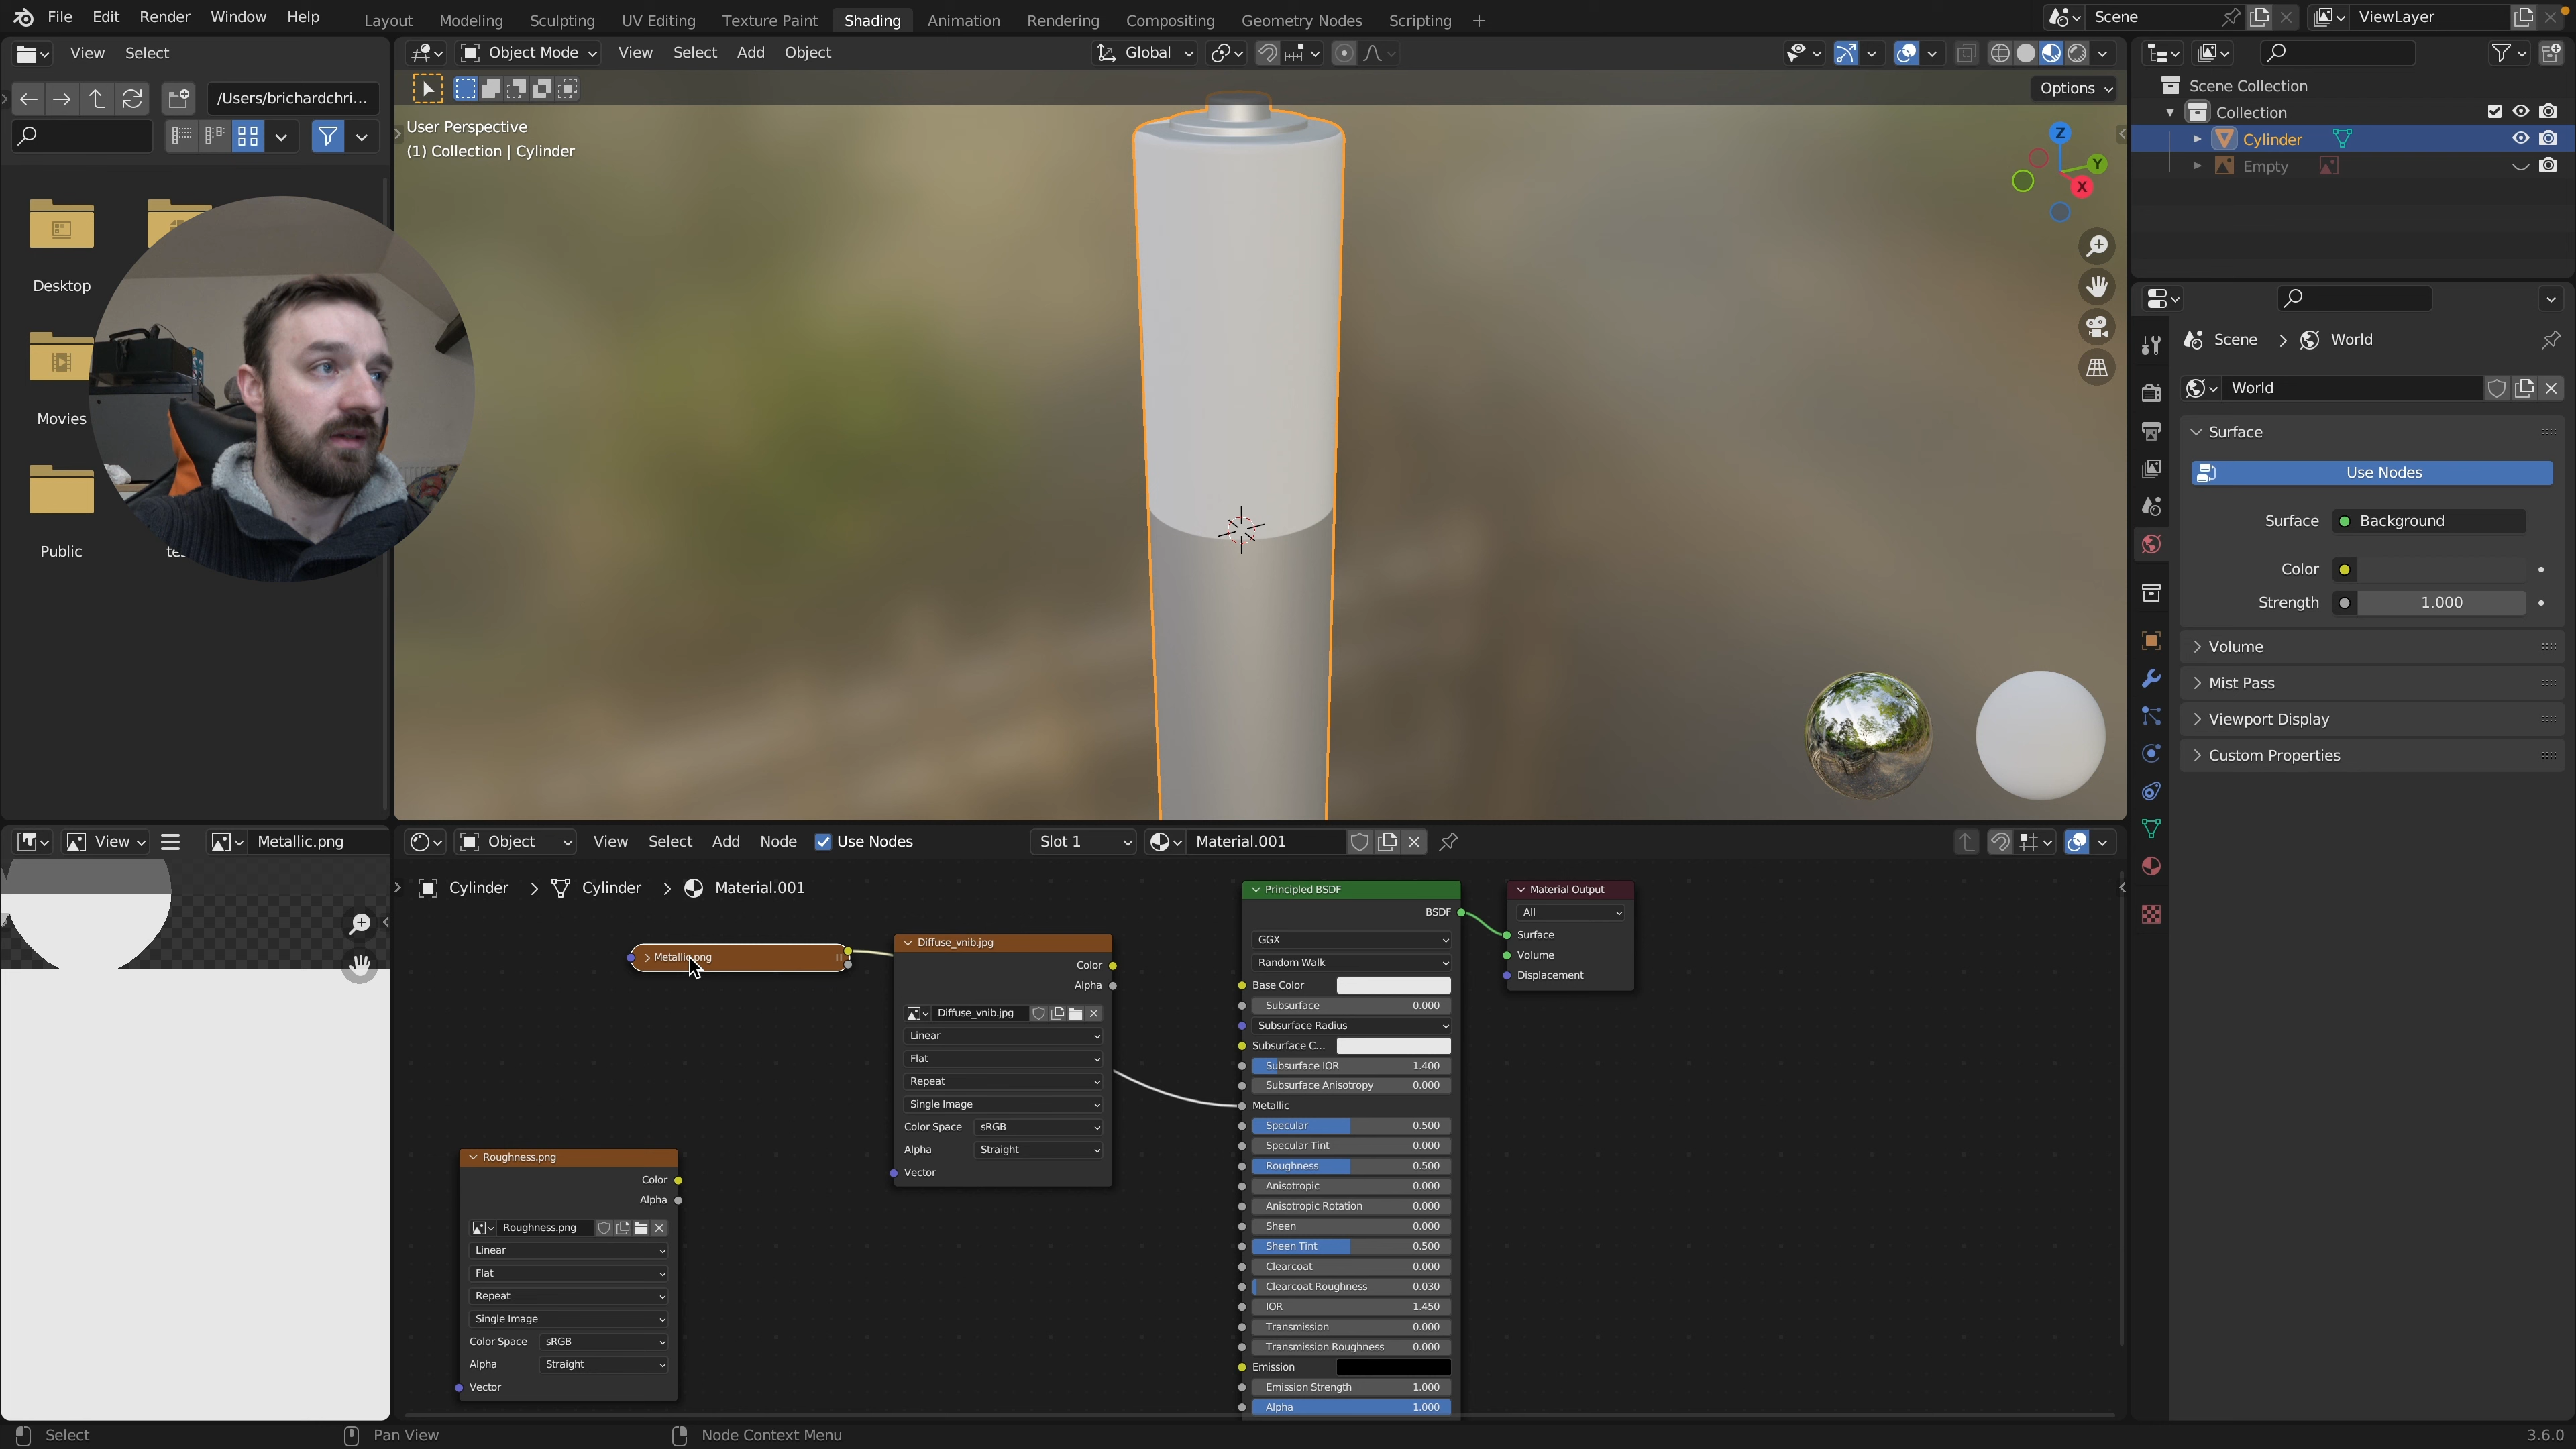 File Edit Render Window Help
Layout Modeling Sculpting UV Editing Texture Paint Shading Animation Rendering Compositing Geometry Nodes Scripting +
Scene
ViewLayer
View Select
Object Mode View Select Add Object
Global
/Users/brichardchri...
Options
User Perspective
(1) Collection | Cylinder
Z
Y
X
Scene Collection
Collection
Cylinder
Empty
Desktop
Movies
Public
Scene > World
World
Surface
Use Nodes
Surface Background
Color
Strength 1.000
Volume
Mist Pass
Viewport Display
Custom Properties
View
Metallic.png
Object View Select Add Node Use Nodes
Slot 1
Material.001
Cylinder > Cylinder > Material.001
Metallic.png
Diffuse_vnib.jpg
Color
Alpha
Diffuse_vnib.jpg
Linear
Flat
Repeat
Single Image
Color Space sRGB
Alpha Straight
Vector
Roughness.png
Color
Alpha
Roughness.png
Linear
Flat
Repeat
Single Image
Color Space sRGB
Alpha Straight
Vector
Principled BSDF
BSDF
GGX
Random Walk
Base Color
Subsurface 0.000
Subsurface Radius
Subsurface C...
Subsurface IOR 1.400
Subsurface Anisotropy 0.000
Metallic
Specular 0.500
Specular Tint 0.000
Roughness 0.500
Anisotropic 0.000
Anisotropic Rotation 0.000
Sheen 0.000
Sheen Tint 0.500
Clearcoat 0.000
Clearcoat Roughness 0.030
IOR 1.450
Transmission 0.000
Transmission Roughness 0.000
Emission
Emission Strength 1.000
Alpha 1.000
Material Output
All
Surface
Volume
Displacement
Select
Pan View
Node Context Menu
3.6.0